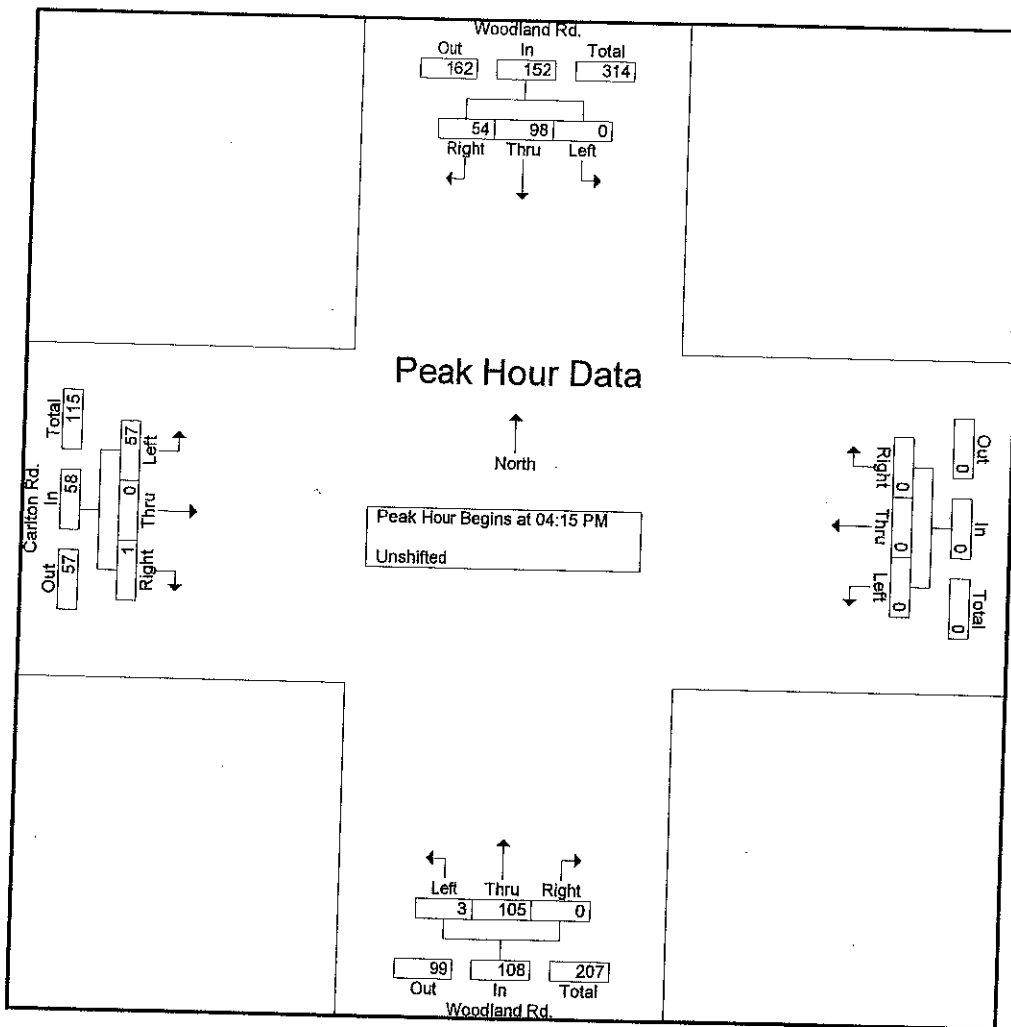 Woodland Rd.
Out In Total
162 152 314
54 98 0
Right Thru Left
Peak Hour Data
North
Peak Hour Begins at 04:15 PM
Unshifted
Carlton Rd.
Total In Out
115 58 57
57 0 1
Left Thru Right
Out In Total
0 0 0
Right Thru Left
0 0 0
Left Thru Right
3 105 0
99 108 207
Out In Total
Woodland Rd.